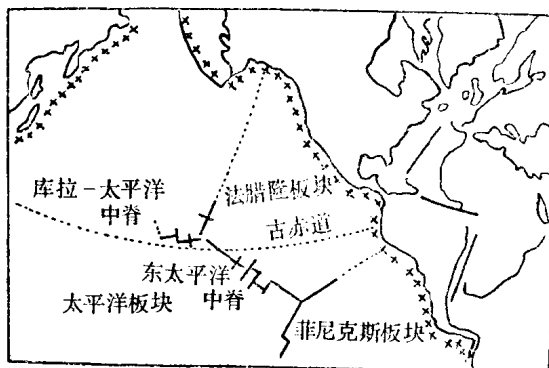 库拉－太平洋
中脊
法腊隆板块
古赤道
东太平洋
中脊
太平洋板块
菲尼克斯板块